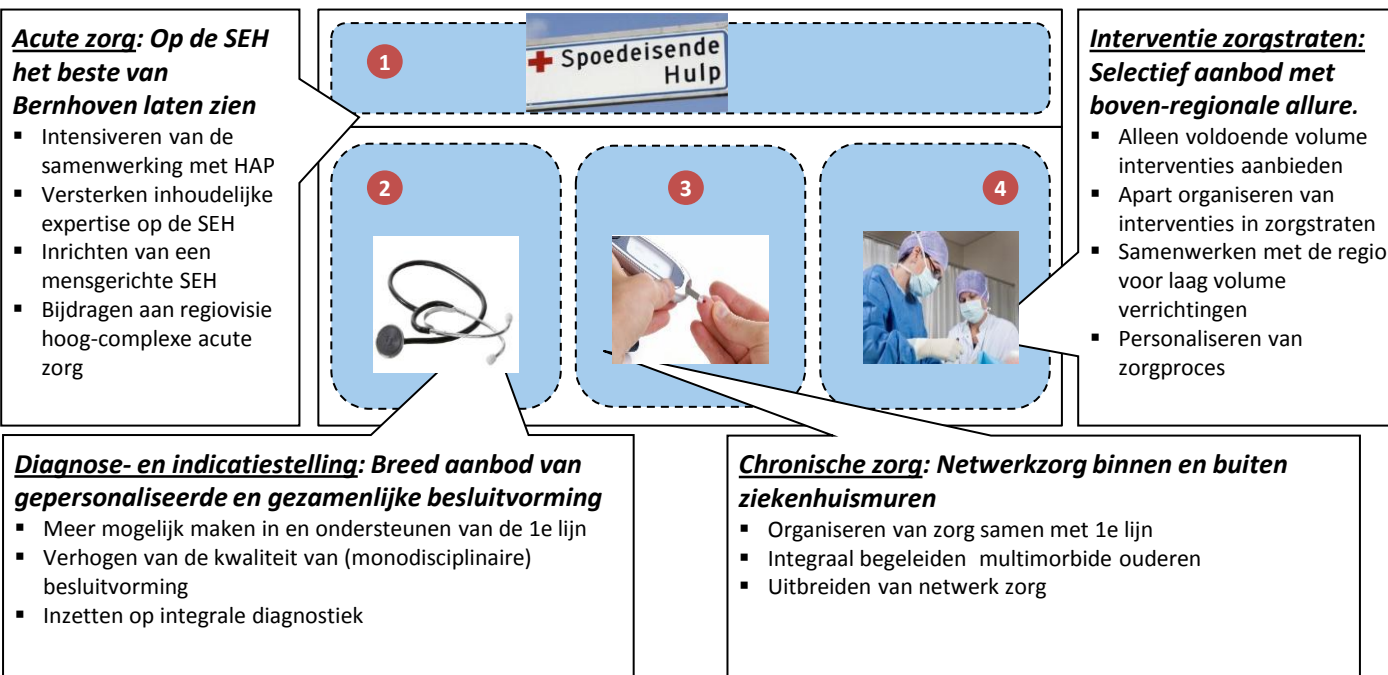 Acute zorg: Op de SEH
het beste van
Bernhoven laten zien
▪ Intensiveren van de
samenwerking met HAP
▪ Versterken inhoudelijke
expertise op de SEH
▪ Inrichten van een
mensgerichte SEH
▪ Bijdragen aan regiovisie
hoog-complexe acute
zorg
1
Spoedeisende
Hulp
2
3
4
Interventie zorgstraten:
Selectief aanbod met
boven-regionale allure.
▪ Alleen voldoende volume
interventies aanbieden
▪ Apart organiseren van
interventies in zorgstraten
▪ Samenwerken met de regio
voor laag volume
verrichtingen
▪ Personaliseren van
zorgproces
Diagnose- en indicatiestelling: Breed aanbod van
gepersonaliseerde en gezamenlijke besluitvorming
▪ Meer mogelijk maken in en ondersteunen van de 1e lijn
▪ Verhogen van de kwaliteit van (monodisciplinaire)
besluitvorming
▪ Inzetten op integrale diagnostiek
Chronische zorg: Netwerkzorg binnen en buiten
ziekenhuismuren
▪ Organiseren van zorg samen met 1e lijn
▪ Integraal begeleiden  multimorbide ouderen
▪ Uitbreiden van netwerk zorg